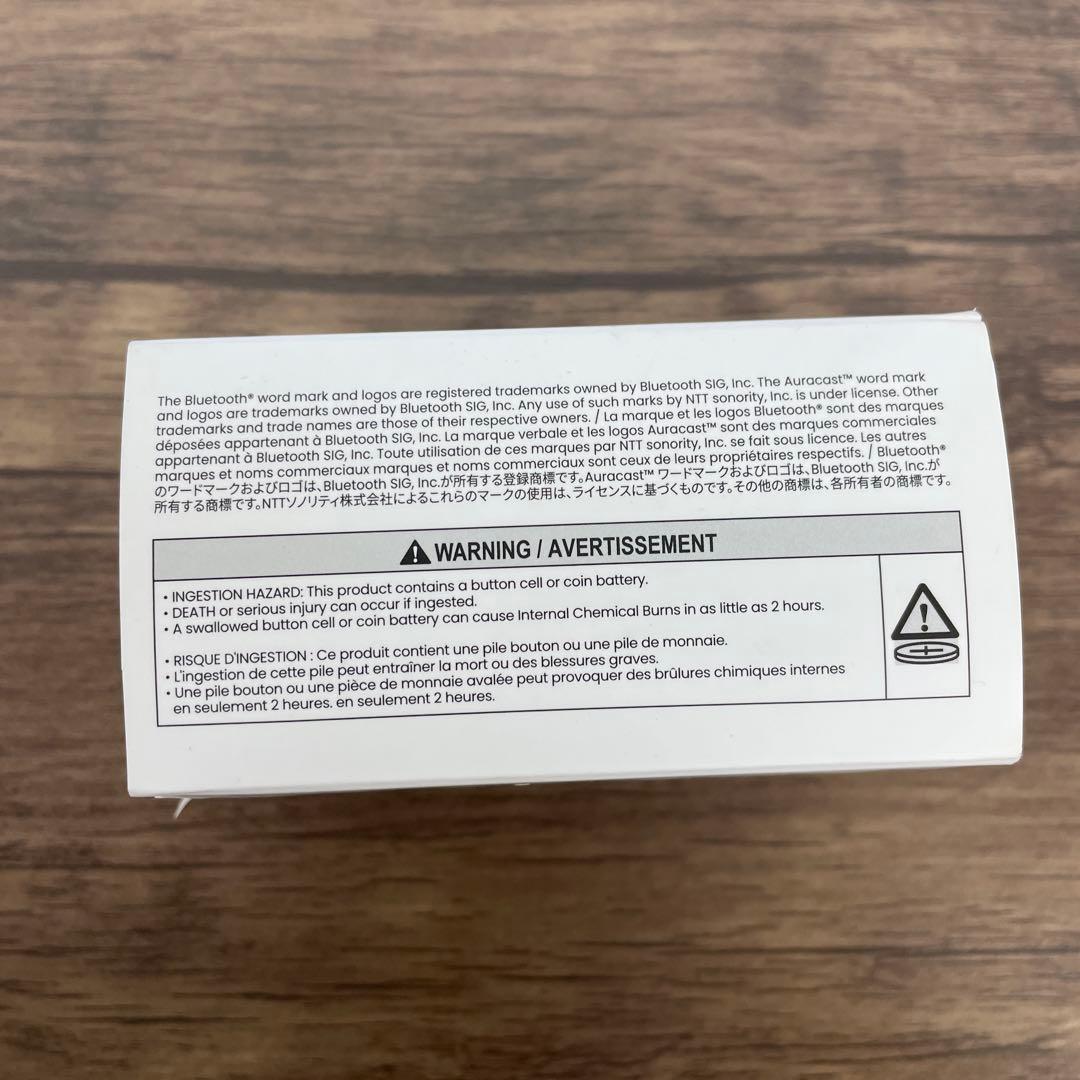 The Bluetooth® word mark and logos are registered trademarks owned by Bluetooth SIG, Inc. The Auracast™ word mark
and logos are trademarks owned by Bluetooth SIG, Inc. Any use of such marks by NTT sonority, Inc. is under license. Other
trademarks and trade names are those of their respective owners. / La marque et les logos Bluetooth® sont des marques
déposées appartenant à Bluetooth SIG, Inc. La marque verbale et les logos Auracast™ sont des marques commerciales
appartenant à Bluetooth SIG, Inc. Toute utilisation de ces marques par NTT sonority, Inc. se fait sous licence. Les autres
marques et noms commerciaux marques et noms commerciaux sont ceux de leurs propriétaires respectifs. / Bluetooth®
のワードマークおよびロゴは、Bluetooth SIG, Inc.が所有する登録商標です。Auracast™ ワードマークおよびロゴは、Bluetooth SIG, Inc.が
所有する商標です。NTTソノリティ株式会社によるこれらのマークの使用は、ライセンスに基づくものです。その他の商標は、各所有者の商標です。
WARNING / AVERTISSEMENT
• INGESTION HAZARD: This product contains a button cell or coin battery.
• DEATH or serious injury can occur if ingested.
• A swallowed button cell or coin battery can cause Internal Chemical Burns in as little as 2 hours.
• RISQUE D'INGESTION : Ce produit contient une pile bouton ou une pile de monnaie.
• L'ingestion de cette pile peut entraîner la mort ou des blessures graves.
• Une pile bouton ou une pièce de monnaie avalée peut provoquer des brûlures chimiques internes
en seulement 2 heures. en seulement 2 heures.